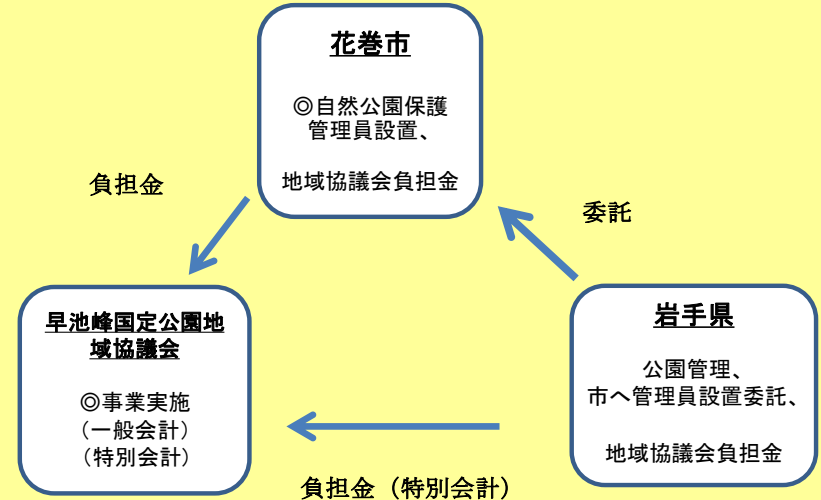 花巻市
◎自然公園保護
管理員設置、
地域協議会負担金
負担金
委託
早池峰国定公園地
域協議会
◎事業実施
（一般会計）
（特別会計）
岩手県
公園管理、
市へ管理員設置委託、
地域協議会負担金
負担金（特別会計）